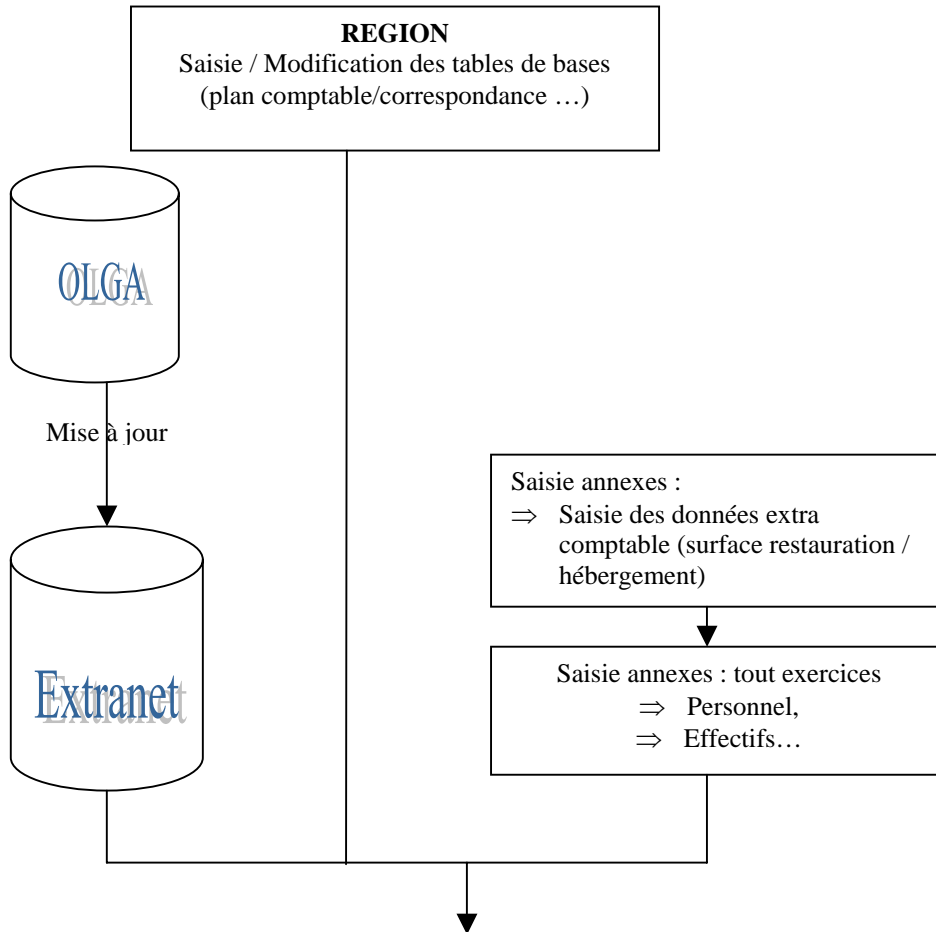 REGION
Saisie / Modification des tables de bases
(plan comptable/correspondance …)
OLGA
Mise à jour
Saisie annexes :
⇒ Saisie des données extra
comptable (surface restauration /
hébergement)
Extranet
Saisie annexes : tout exercices
⇒ Personnel,
⇒ Effectifs…